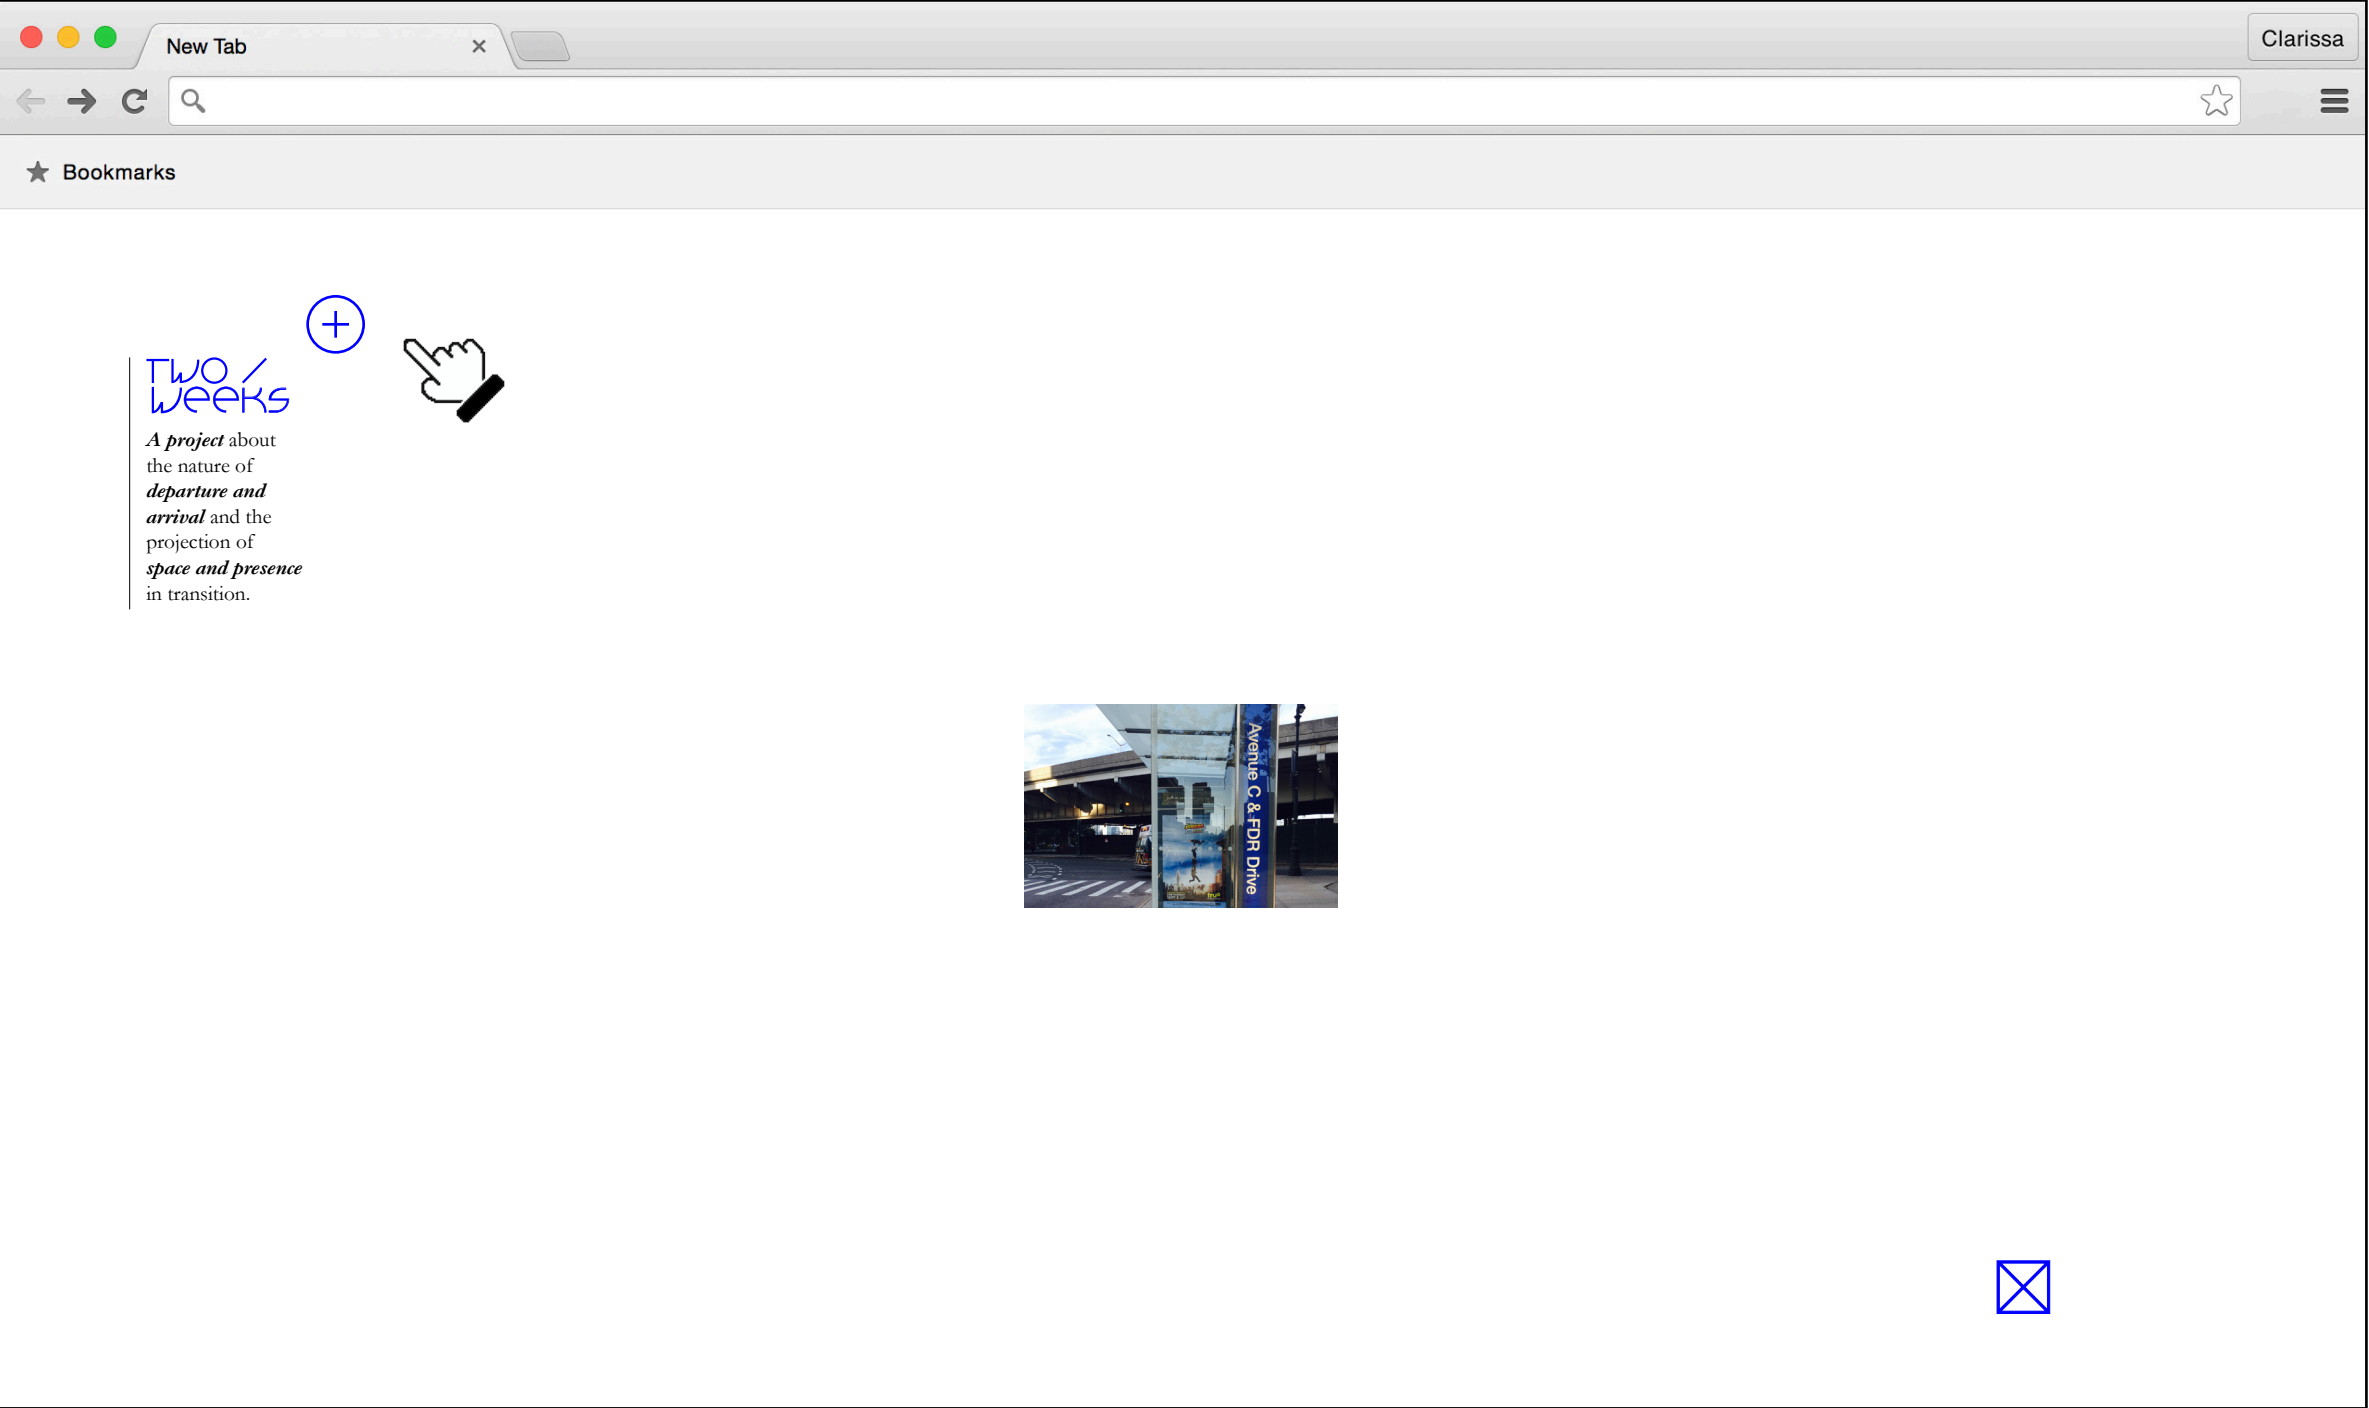 New Tab
Clarissa
Bookmarks
TWO /
WEEKS
A project about
the nature of
departure and
arrival and the
projection of
space and presence
in transition.
Avenue C & FDR Drive